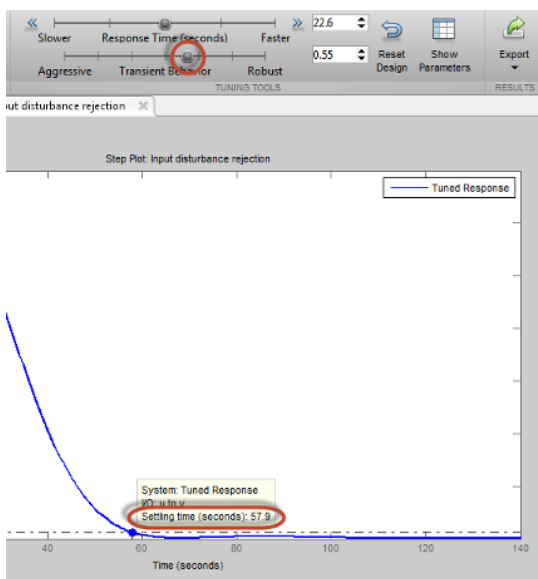 Slower Response Time (seconds) Faster 22.6
Aggressive Transient Behavior Robust 0.55 Reset Design Show Parameters Export
TUNING TOOLS RESULTS
put disturbance rejection
Step Plot: Input disturbance rejection
Tuned Response
System: Tuned Response
I/O: u to y
Settling time (seconds): 57.9
40 60 80 100 120 140
Time (seconds)